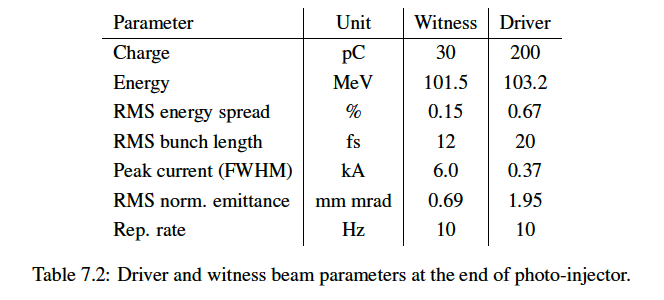 Parameter Unit Witness Driver
Charge pC 30 200
Energy MeV 101.5 103.2
RMS energy spread % 0.15 0.67
RMS bunch length fs 12 20
Peak current (FWHM) kA 6.0 0.37
RMS norm. emittance mm mrad 0.69 1.95
Rep. rate Hz 10 10
Table 7.2: Driver and witness beam parameters at the end of photo-injector.